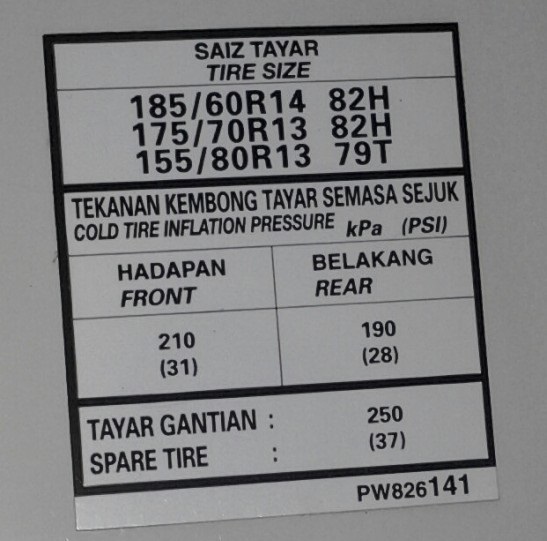 SAIZ TAYAR
TIRE SIZE
185/60R14 82H
175/70R13 82H
155/80R13 79T
TEKANAN KEMBONG TAYAR SEMASA SEJUK
COLD TIRE INFLATION PRESSURE kPa (PSI)
HADAPAN BELAKANG
FRONT REAR
210 190
(31) (28)
TAYAR GANTIAN : 250
SPARE TIRE : (37)
PW826141